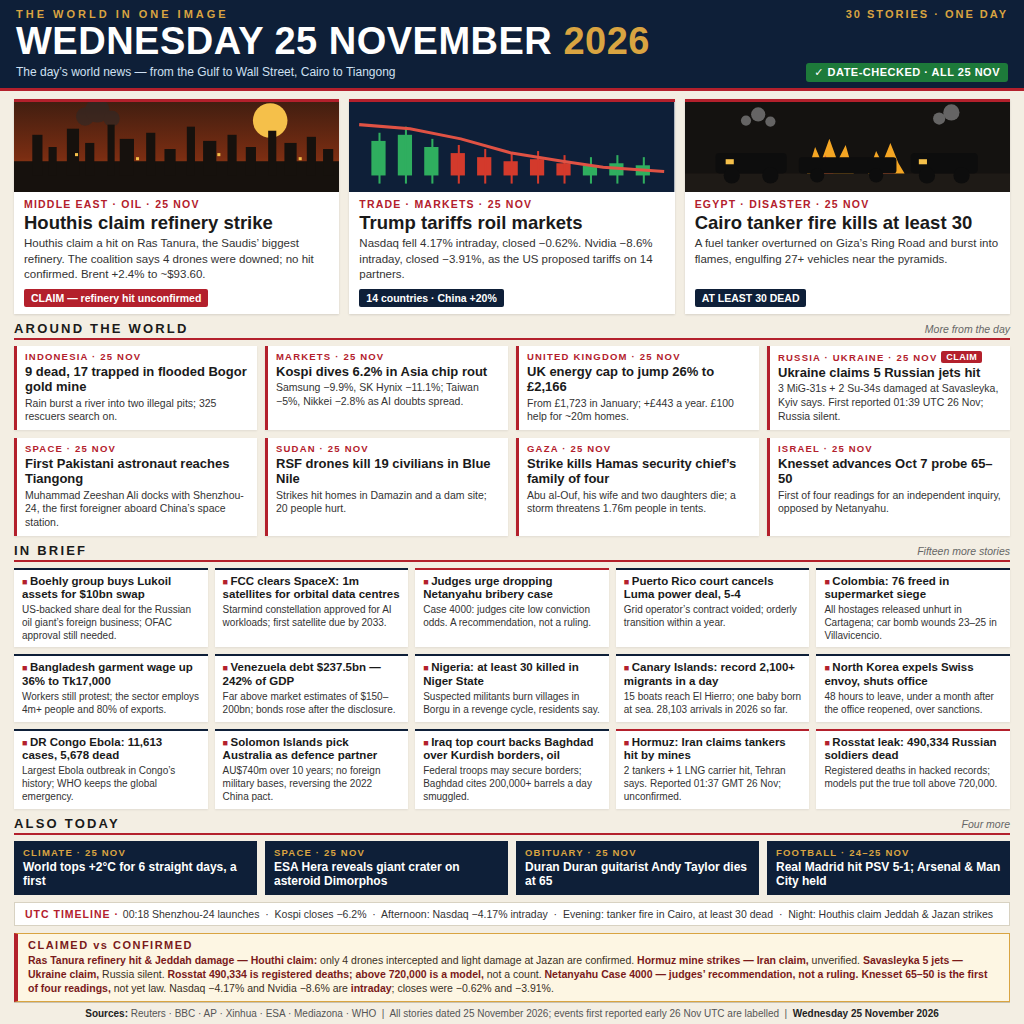 THE WORLD IN ONE IMAGE
30 STORIES · ONE DAY
WEDNESDAY 25 NOVEMBER 2026
The day's world news — from the Gulf to Wall Street, Cairo to Tiangong
✓ DATE-CHECKED · ALL 25 NOV
MIDDLE EAST · OIL · 25 NOV
Houthis claim refinery strike
Houthis claim a hit on Ras Tanura, the Saudis' biggest
refinery. The coalition says 4 drones were downed; no hit
confirmed. Brent +2.4% to ~$93.60.
CLAIM — refinery hit unconfirmed
TRADE · MARKETS · 25 NOV
Trump tariffs roil markets
Nasdaq fell 4.17% intraday, closed −0.62%. Nvidia −8.6%
intraday, closed −3.91%, as the US proposed tariffs on 14
partners.
14 countries · China +20%
EGYPT · DISASTER · 25 NOV
Cairo tanker fire kills at least 30
A fuel tanker overturned on Giza's Ring Road and burst into
flames, engulfing 27+ vehicles near the pyramids.
AT LEAST 30 DEAD
AROUND THE WORLD
More from the day
INDONESIA · 25 NOV
9 dead, 17 trapped in flooded Bogor
gold mine
Rain burst a river into two illegal pits; 325
rescuers search on.
MARKETS · 25 NOV
Kospi dives 6.2% in Asia chip rout
Samsung −9.9%, SK Hynix −11.1%; Taiwan
−5%, Nikkei −2.8% as AI doubts spread.
UNITED KINGDOM · 25 NOV
UK energy cap to jump 26% to
£2,166
From £1,723 in January; +£443 a year. £100
help for ~20m homes.
RUSSIA · UKRAINE · 25 NOV CLAIM
Ukraine claims 5 Russian jets hit
3 MiG-31s + 2 Su-34s damaged at Savasleyka,
Kyiv says. First reported 01:39 UTC 26 Nov;
Russia silent.
SPACE · 25 NOV
First Pakistani astronaut reaches
Tiangong
Muhammad Zeeshan Ali docks with Shenzhou-
24, the first foreigner aboard China's space
station.
SUDAN · 25 NOV
RSF drones kill 19 civilians in Blue
Nile
Strikes hit homes in Damazin and a dam site;
20 people hurt.
GAZA · 25 NOV
Strike kills Hamas security chief's
family of four
Abu al-Ouf, his wife and two daughters die; a
storm threatens 1.76m people in tents.
ISRAEL · 25 NOV
Knesset advances Oct 7 probe 65–
50
First of four readings for an independent inquiry,
opposed by Netanyahu.
IN BRIEF
Fifteen more stories
■ Boehly group buys Lukoil
assets for $10bn swap
US-backed share deal for the Russian
oil giant's foreign business; OFAC
approval still needed.
■ FCC clears SpaceX: 1m
satellites for orbital data centres
Starmind constellation approved for AI
workloads; first satellite due by 2033.
■ Judges urge dropping
Netanyahu bribery case
Case 4000: judges cite low conviction
odds. A recommendation, not a ruling.
■ Puerto Rico court cancels
Luma power deal, 5-4
Grid operator's contract voided; orderly
transition within a year.
■ Colombia: 76 freed in
supermarket siege
All hostages released unhurt in
Cartagena; car bomb wounds 23–25 in
Villavicencio.
■ Bangladesh garment wage up
36% to Tk17,000
Workers still protest; the sector employs
4m+ people and 80% of exports.
■ Venezuela debt $237.5bn —
242% of GDP
Far above market estimates of $150–
200bn; bonds rose after the disclosure.
■ Nigeria: at least 30 killed in
Niger State
Suspected militants burn villages in
Borgu in a revenge cycle, residents say.
■ Canary Islands: record 2,100+
migrants in a day
15 boats reach El Hierro; one baby born
at sea. 28,103 arrivals in 2026 so far.
■ North Korea expels Swiss
envoy, shuts office
48 hours to leave, under a month after
the office reopened, over sanctions.
■ DR Congo Ebola: 11,613
cases, 5,678 dead
Largest Ebola outbreak in Congo's
history; WHO keeps the global
emergency.
■ Solomon Islands pick
Australia as defence partner
AU$740m over 10 years; no foreign
military bases, reversing the 2022
China pact.
■ Iraq top court backs Baghdad
over Kurdish borders, oil
Federal troops may secure borders;
Baghdad cites 200,000+ barrels a day
smuggled.
■ Hormuz: Iran claims tankers
hit by mines
2 tankers + 1 LNG carrier hit, Tehran
says. Reported 01:37 GMT 26 Nov;
unconfirmed.
■ Rosstat leak: 490,334 Russian
soldiers dead
Registered deaths in hacked records;
models put the true toll above 720,000.
ALSO TODAY
Four more
CLIMATE · 25 NOV
World tops +2°C for 6 straight days, a
first
SPACE · 25 NOV
ESA Hera reveals giant crater on
asteroid Dimorphos
OBITUARY · 25 NOV
Duran Duran guitarist Andy Taylor dies
at 65
FOOTBALL · 24–25 NOV
Real Madrid hit PSV 5-1; Arsenal & Man
City held
UTC TIMELINE · 00:18 Shenzhou-24 launches · Kospi closes −6.2% · Afternoon: Nasdaq −4.17% intraday · Evening: tanker fire in Cairo, at least 30 dead · Night: Houthis claim Jeddah & Jazan strikes
CLAIMED vs CONFIRMED
Ras Tanura refinery hit & Jeddah damage — Houthi claim: only 4 drones intercepted and light damage at Jazan are confirmed. Hormuz mine strikes — Iran claim, unverified. Savasleyka 5 jets —
Ukraine claim, Russia silent. Rosstat 490,334 is registered deaths; above 720,000 is a model, not a count. Netanyahu Case 4000 — judges' recommendation, not a ruling. Knesset 65–50 is the first
of four readings, not yet law. Nasdaq −4.17% and Nvidia −8.6% are intraday; closes were −0.62% and −3.91%.
Sources: Reuters · BBC · AP · Xinhua · ESA · Mediazona · WHO | All stories dated 25 November 2026; events first reported early 26 Nov UTC are labelled | Wednesday 25 November 2026